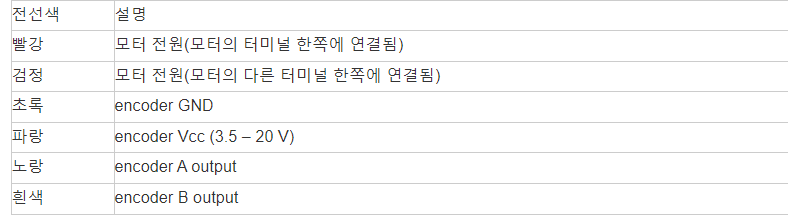 전선색 설명
빨강 모터 전원(모터의 터미널 한쪽에 연결됨)
검정 모터 전원(모터의 다른 터미널 한쪽에 연결됨)
초록 encoder GND
파랑 encoder Vcc (3.5 – 20 V)
노랑 encoder A output
흰색 encoder B output